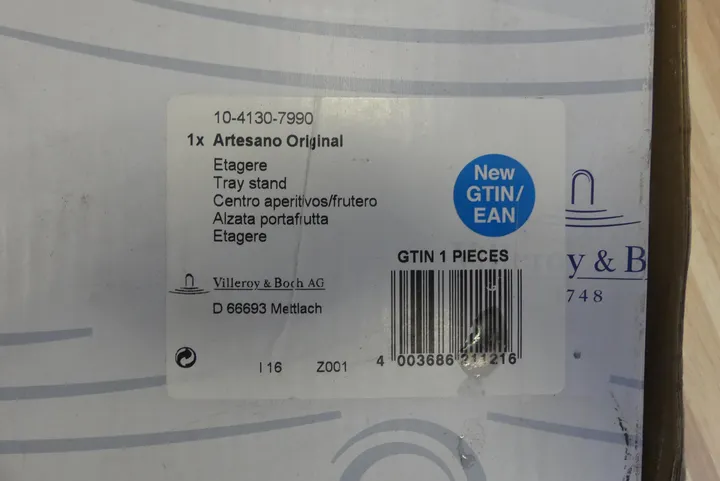 10-4130-7990
1x Artesano Original
Etagere
Tray stand
Centro aperitivos/frutero
Alzata portafrutta
Etagere
New
GTIN/
EAN
GTIN 1 PIECES
Villeroy & Boch AG
D 66693 Mettlach
I 16 Z001
4 003686 211216
y & B
748